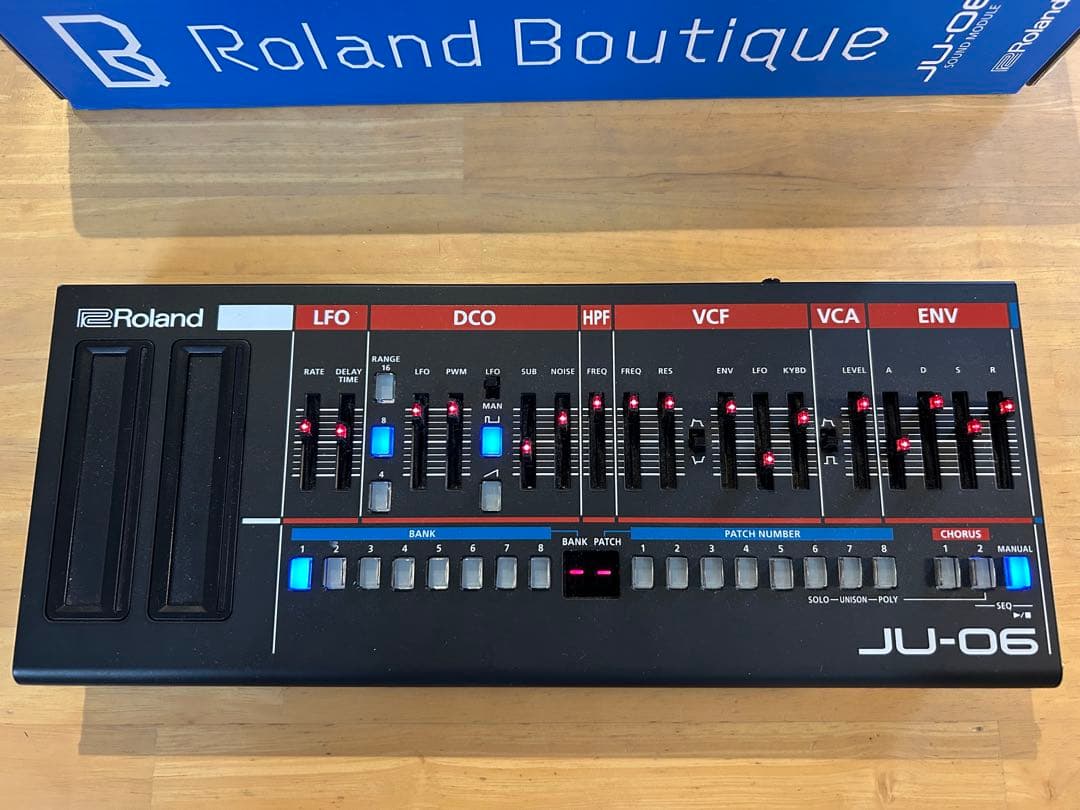 Roland Boutique
JU-06
SOUND MODULE
Roland
Roland
LFO DCO HPF VCF VCA ENV
RATE DELAY TIME
RANGE
16
8
4
LFO PWM LFO
MAN
SUB NOISE FREQ FREQ RES ENV LFO KYBD LEVEL A D S R
BANK
1 2 3 4 5 6 7 8
BANK PATCH
- -
PATCH NUMBER
1 2 3 4 5 6 7 8
SOLO UNISON POLY
CHORUS
1 2
MANUAL
SEQ
JU-06